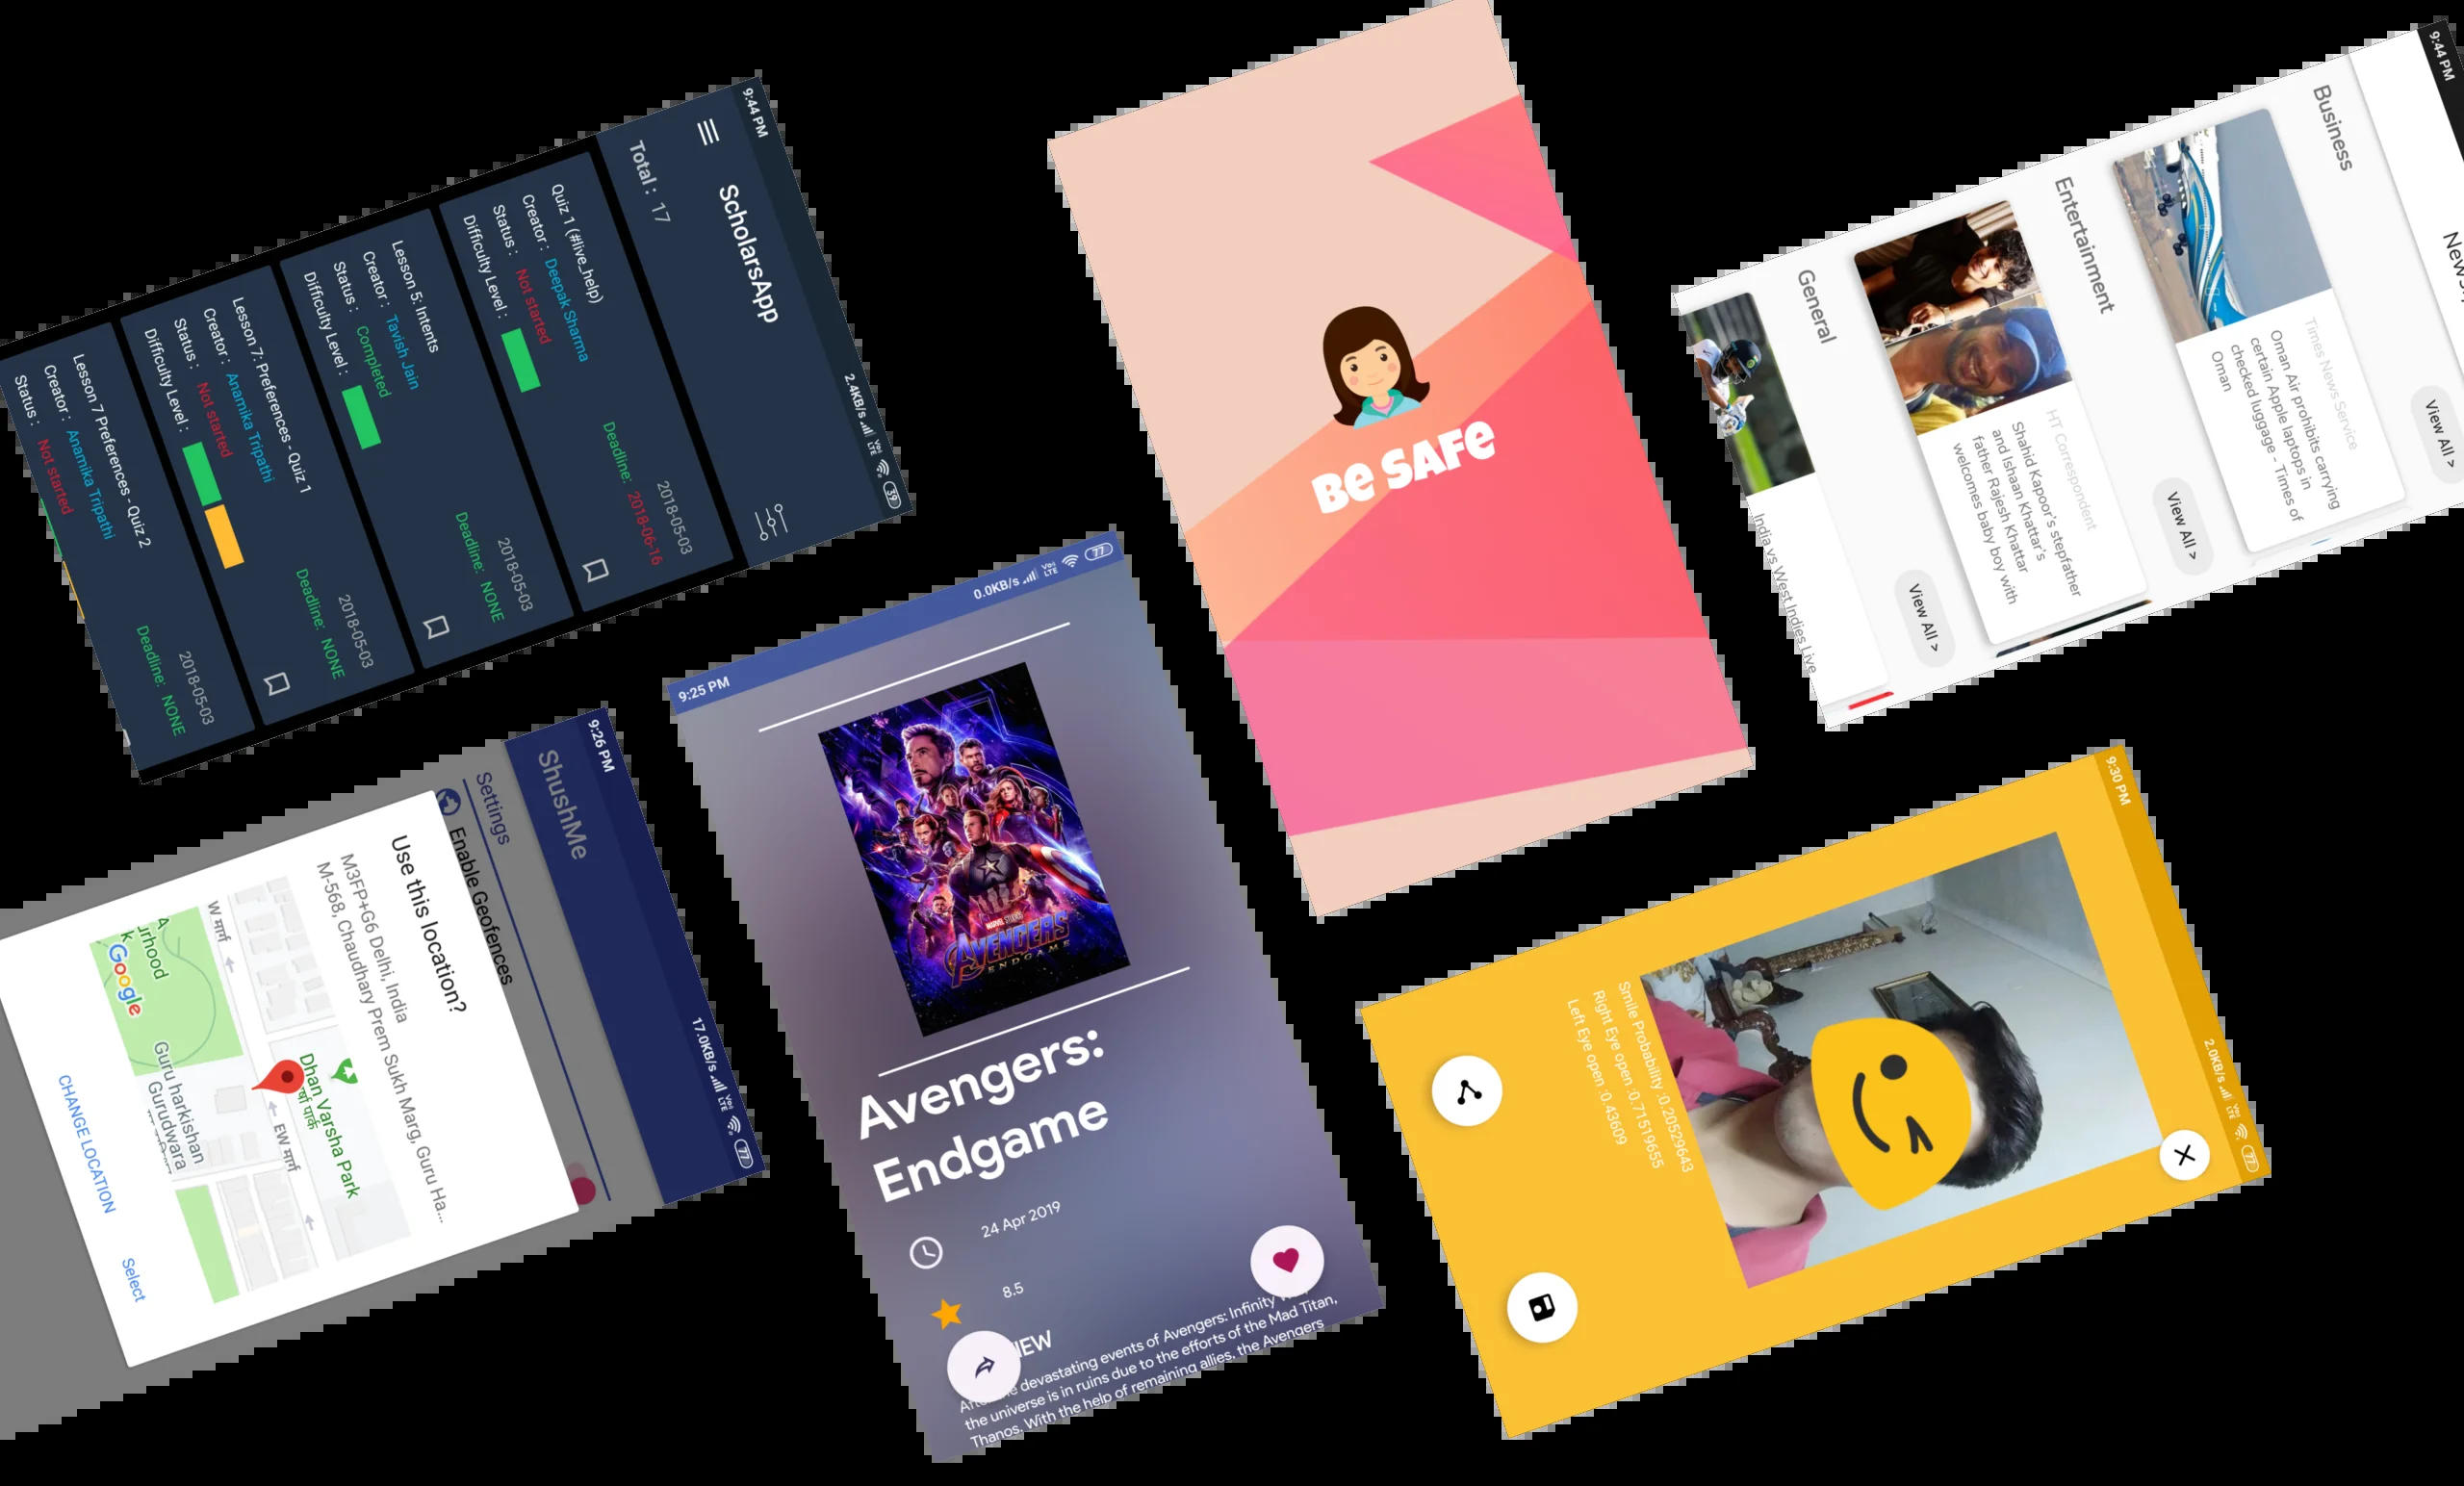 9:44 PM
2.4KB/s
39
ScholarsApp
Total : 17
Quiz 1 (#live_help)
Creator : Deepak Sharma
Status : Not started
Difficulty Level :
2018-05-03
Deadline: 2018-06-16
Lesson 5: Intents
Creator : Tavish Jain
Status : Completed
Difficulty Level :
2018-05-03
Deadline: NONE
Lesson 7: Preferences - Quiz 1
Creator : Anamika Tripathi
Status : Not started
Difficulty Level :
2018-05-03
Deadline: NONE
Lesson 7 Preferences - Quiz 2
Creator : Anamika Tripathi
Status : Not started
2018-05-03
Deadline: NONE
Be SAFe
9:44 PM
Business
View All >
Times News Service
Oman Air prohibits carrying
certain Apple laptops in
checked luggage - Times of
Oman
Entertainment
View All >
HT Correspondent
Shahid Kapoor's stepfather
and Ishaan Khattar's
father Rajesh Khattar
welcomes baby boy with
General
View All >
India vs West Indies Live
9:26 PM
17.0KB/s
VoLTE
77
ShushMe
Settings
Enable Geofences
Use this location?
M3FP+G6 Delhi, India
M-568, Chaudhary Prem Sukh Marg, Guru Ha...
Dhan Varsha Park
W मार्ग
EW मार्ग
Guru harkishan
Gurudwara
Google
CHANGE LOCATION
Select
9:25 PM
0.0KB/s
VoLTE
77
MARVEL STUDIOS
AVENGERS
ENDGAME
Avengers:
Endgame
24 Apr 2019
8.5
devastating events of Avengers: Infinity
the universe is in ruins due to the efforts of the Mad Titan,
Thanos. With the help of remaining allies, the Avengers
9:30 PM
2.0KB/s
77
Smile Probability :0.20529643
Right Eye open :0.71519655
Left Eye open :0.43609